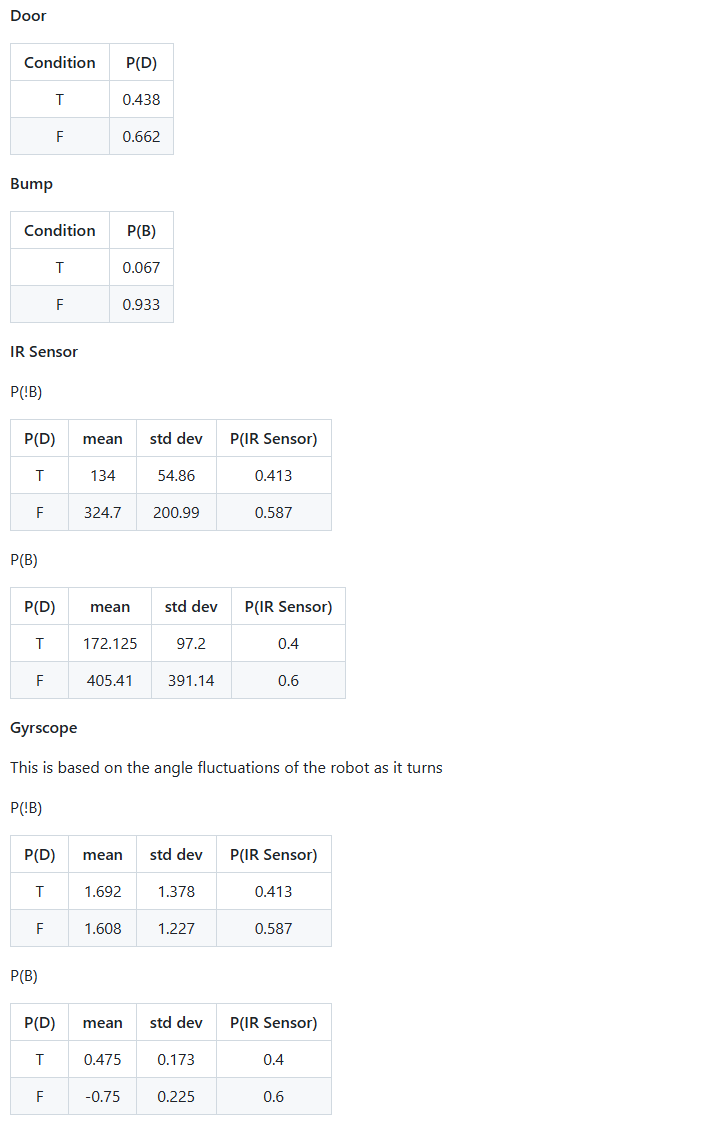 Door
Condition P(D)
T 0.438
F 0.662
Bump
Condition P(B)
T 0.067
F 0.933
IR Sensor
P(!B)
P(D) mean std dev P(IR Sensor)
T 134 54.86 0.413
F 324.7 200.99 0.587
P(B)
P(D) mean std dev P(IR Sensor)
T 172.125 97.2 0.4
F 405.41 391.14 0.6
Gyrscope
This is based on the angle fluctuations of the robot as it turns
P(!B)
P(D) mean std dev P(IR Sensor)
T 1.692 1.378 0.413
F 1.608 1.227 0.587
P(B)
P(D) mean std dev P(IR Sensor)
T 0.475 0.173 0.4
F -0.75 0.225 0.6